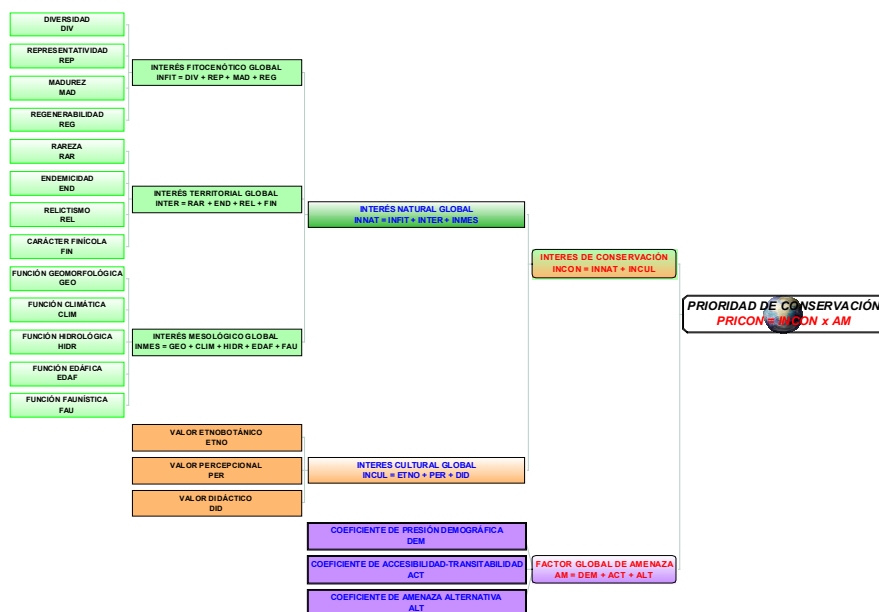 DIVERSIDAD
DIV
REPRESENTATIVIDAD
REP
MADUREZ
MAD
REGENERABILIDAD
REG
RAREZA
RAR
ENDEMICIDAD
END
RELICTISMO
REL
CARÁCTER FINÍCOLA
FIN
FUNCIÓN GEOMORFOLÓGICA
GEO
FUNCIÓN CLIMÁTICA
CLIM
FUNCIÓN HIDROLÓGICA
HIDR
FUNCIÓN EDÁFICA
EDAF
FUNCIÓN FAUNÍSTICA
FAU
INTERÉS FITOCENÓTICO GLOBAL
INFIT = DIV + REP + MAD + REG
INTERÉS TERRITORIAL GLOBAL
INTER = RAR + END + REL + FIN
INTERÉS MESOLÓGICO GLOBAL
INMES = GEO + CLIM + HIDR + EDAF + FAU
VALOR ETNOBOTÁNICO
ETNO
VALOR PERCEPCIONAL
PER
VALOR DIDÁCTICO
DID
INTERÉS NATURAL GLOBAL
INNAT = INFIT + INTER + INMES
INTERES CULTURAL GLOBAL
INCUL = ETNO + PER + DID
COEFICIENTE DE PRESIÓN DEMOGRÁFICA
DEM
COEFICIENTE DE ACCESIBILIDAD-TRANSITABILIDAD
ACT
COEFICIENTE DE AMENAZA ALTERNATIVA
ALT
INTERES DE CONSERVACIÓN
INCON = INNAT + INCUL
FACTOR GLOBAL DE AMENAZA
AM = DEM + ACT + ALT
PRIORIDAD DE CONSERVACIÓN
PRICON = INCON x AM